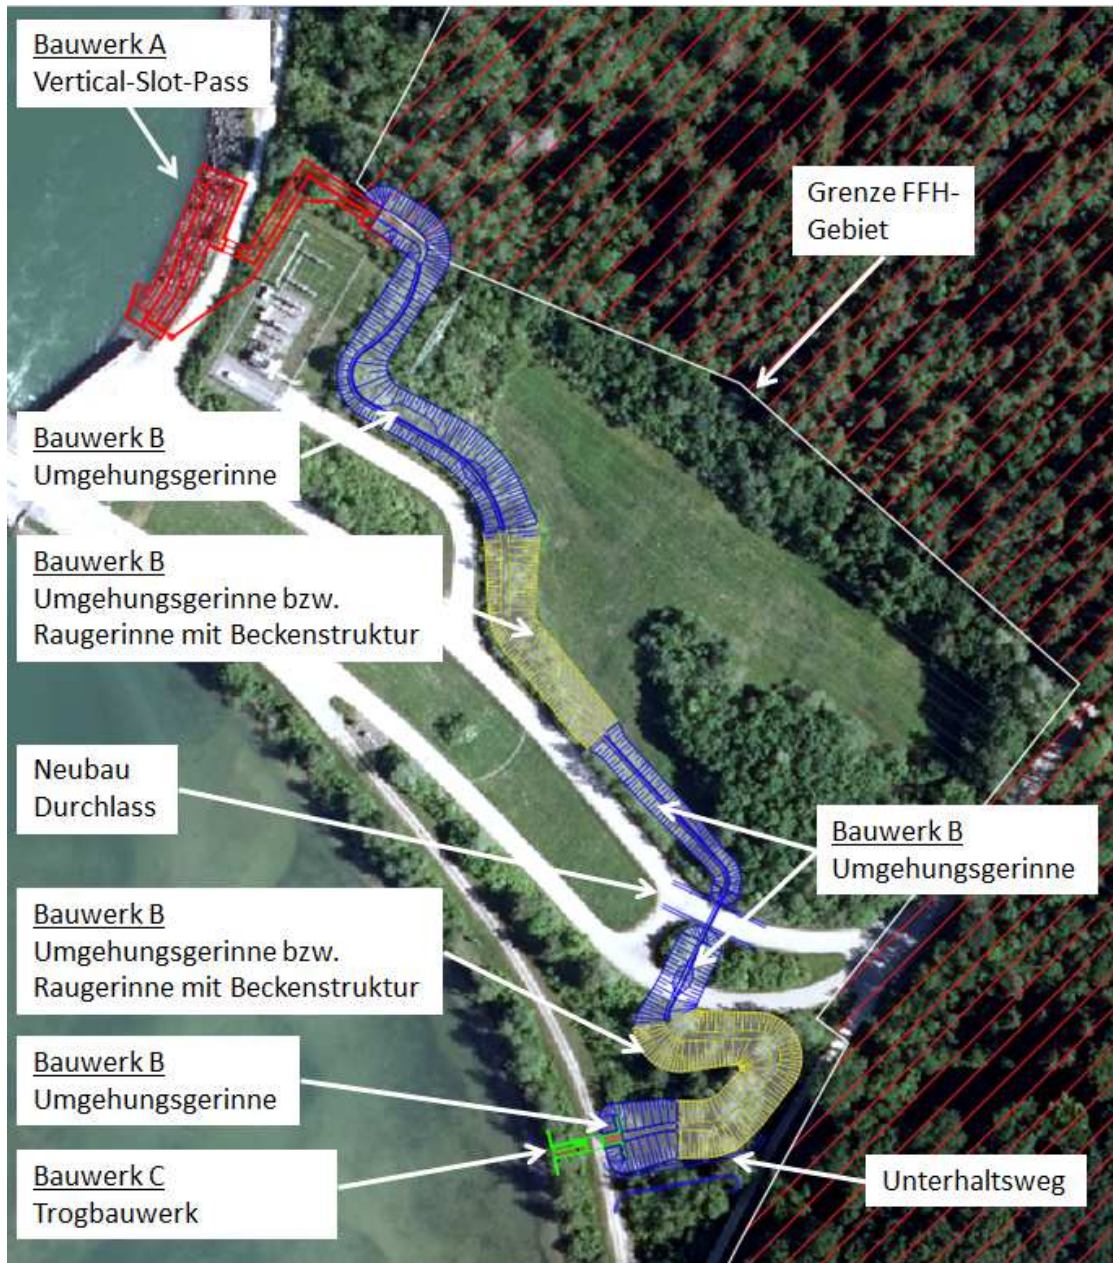 Bauwerk A
Vertical-Slot-Pass
Grenze FFH-
Gebiet
Bauwerk B
Umgehungsgerinne
Bauwerk B
Umgehungsgerinne bzw.
Raugerinne mit Beckenstruktur
Neubau
Durchlass
Bauwerk B
Umgehungsgerinne
Bauwerk B
Umgehungsgerinne bzw.
Raugerinne mit Beckenstruktur
Bauwerk B
Umgehungsgerinne
Bauwerk C
Trogbauwerk
Unterhaltsweg